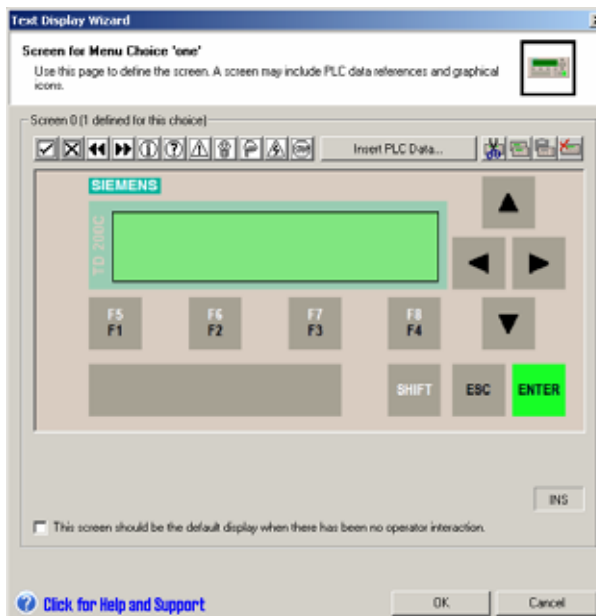 Text Display Wizard
Screen for Menu Choice 'one'
Use this page to define the screen. A screen may include PLC data references and graphical
icons.
Screen 0 (1 defined for this choice)
Insert PLC Data...
SIEMENS
TD 200C
F5 F6 F7 F8
F1 F2 F3 F4
SHIFT ESC ENTER
INS
This screen should be the default display when there has been no operator interaction.
Click for Help and Support
OK Cancel